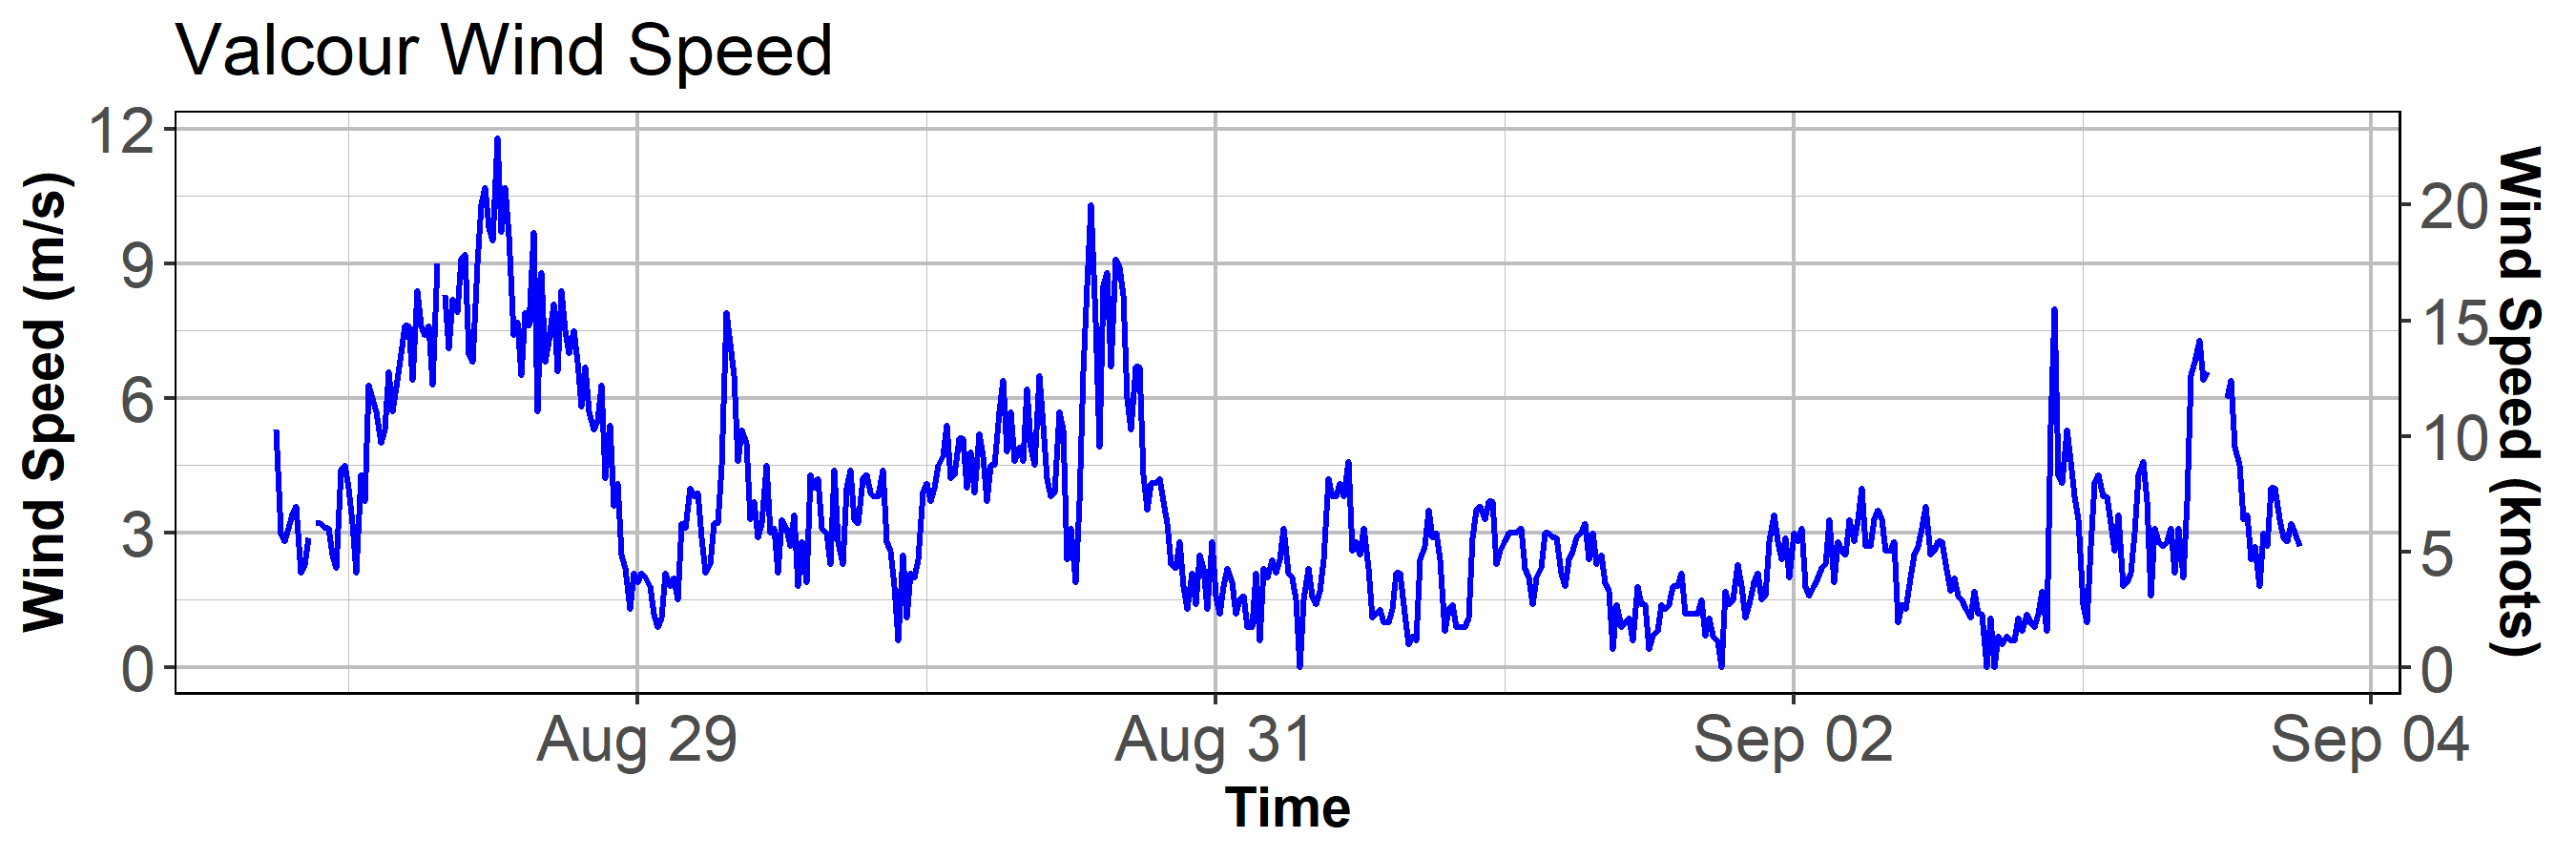 Valcour Wind Speed
Wind Speed (m/s)
12
9
6
3
0
20
15
10
5
0
Wind Speed (knots)
Aug 29
Aug 31
Sep 02
Sep 04
Time